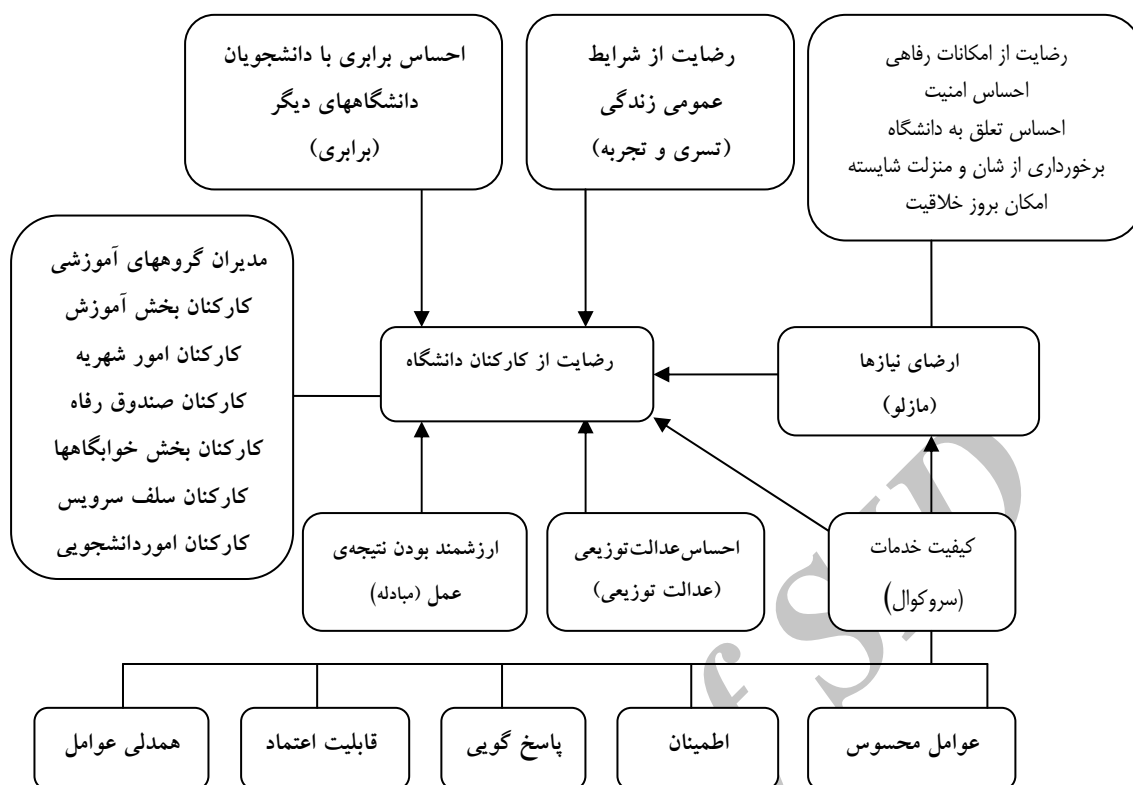 رضایت از امکانات رفاهی
احساس امنیت
احساس تعلق به دانشگاه
برخورداری از شان و منزلت شایسته
امکان بروز خلاقیت
رضایت از شرایط
عمومی زندگی
(تسری و تجربه)
احساس برابری با دانشجویان
دانشگاههای دیگر
(برابری)
مدیران گروههای آموزشی
کارکنان بخش آموزش
کارکنان امور شهریه
کارکنان صندوق رفاه
کارکنان بخش خوابگاهها
کارکنان سلف سرویس
کارکنان اموردانشجویی
ارضای نیازها
(مازلو)
رضایت از کارکنان دانشگاه
کیفیت خدمات
(سروکوال)
احساس عدالت توزیعی
(عدالت توزیعی)
ارزشمند بودن نتیجه‌ی
عمل (مبادله)
عوامل محسوس
اطمینان
پاسخ گویی
قابلیت اعتماد
همدلی عوامل
f SID